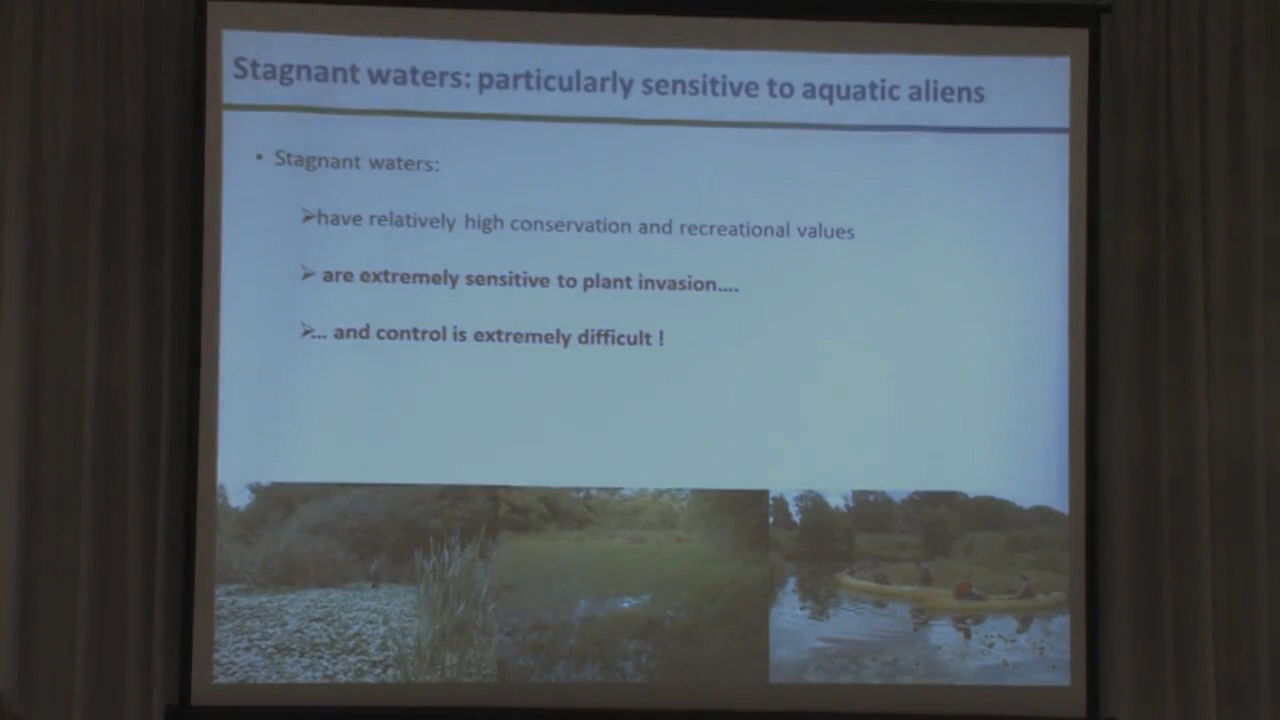 Stagnant waters: particularly sensitive to aquatic aliens
• Stagnant waters:
➢have relatively high conservation and recreational values
➢ are extremely sensitive to plant invasion....
➢... and control is extremely difficult !